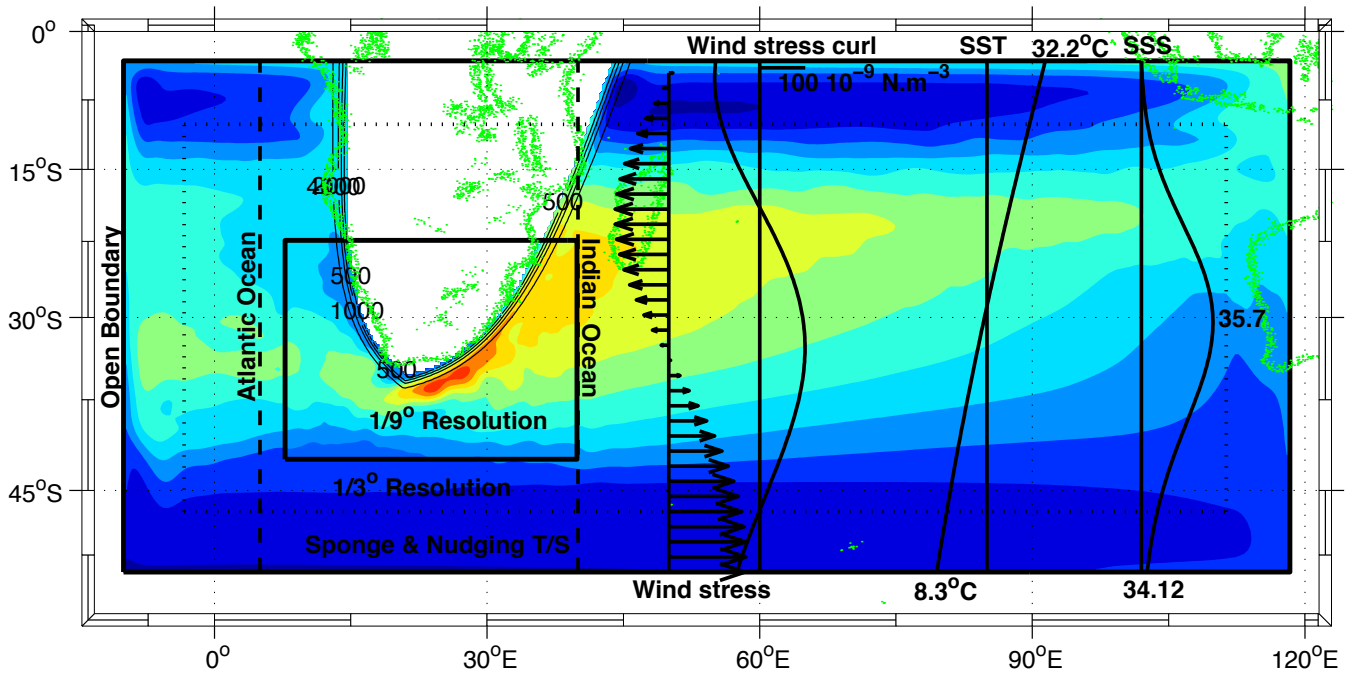 0°
Wind stress curl
SST
32.2°C
SSS
100 10⁻⁹ N.m⁻³
15°S
2000
500
Open Boundary
Atlantic Ocean
Indian Ocean
500
1000
30°S
35.7
500
1/9° Resolution
1/3° Resolution
45°S
Sponge & Nudging T/S
Wind stress
8.3°C
34.12
0°
30°E
60°E
90°E
120°E